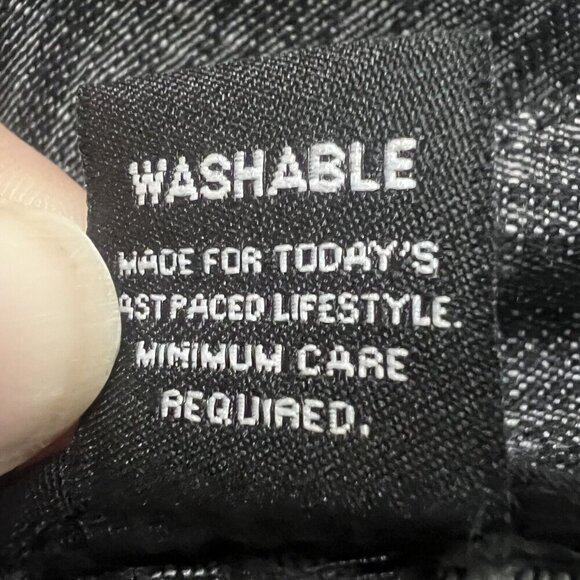 WASHABLE
MADE FOR TODAY'S
AST PACED LIFESTYLE.
MINIMUM CARE
REQUIRED.